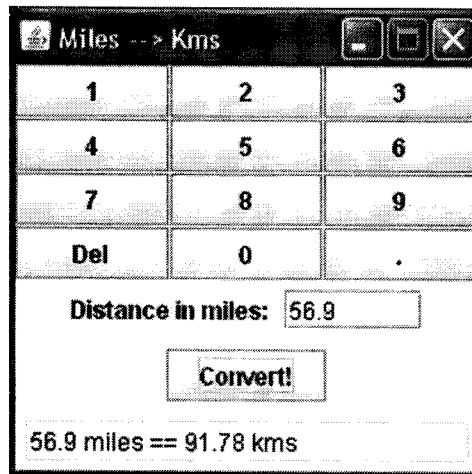 Miles --> Kms
1 2 3
4 5 6
7 8 9
Del 0 .
Distance in miles: 56.9
Convert!
56.9 miles == 91.78 kms